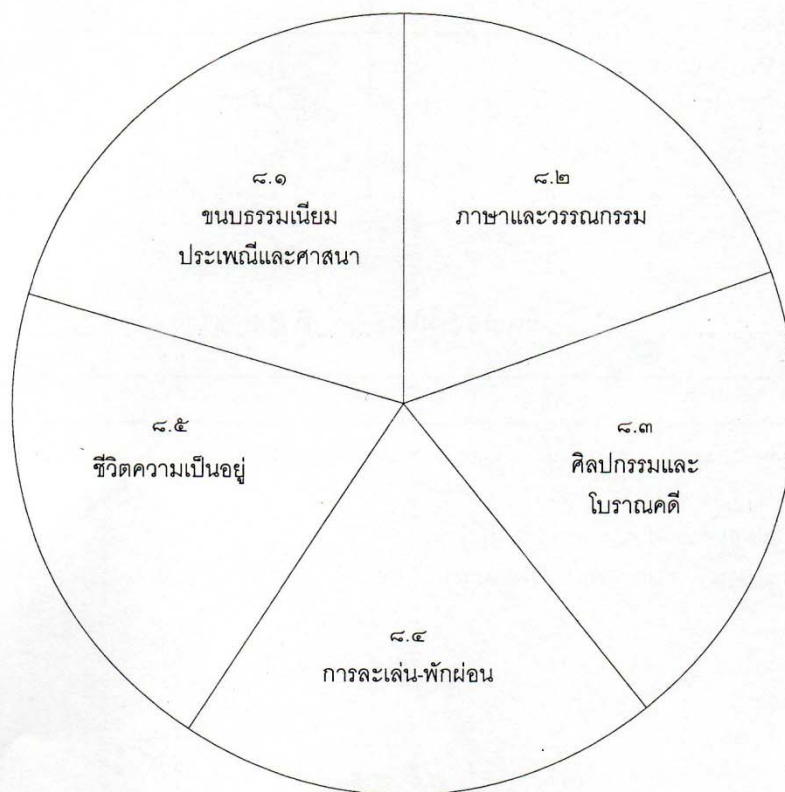 ๘.๑
ขนบธรรมเนียม
ประเพณีและศาสนา
๘.๒
ภาษาและวรรณกรรม
๘.๓
ศิลปกรรมและ
โบราณคดี
๘.๔
การละเล่น-พักผ่อน
๘.๕
ชีวิตความเป็นอยู่